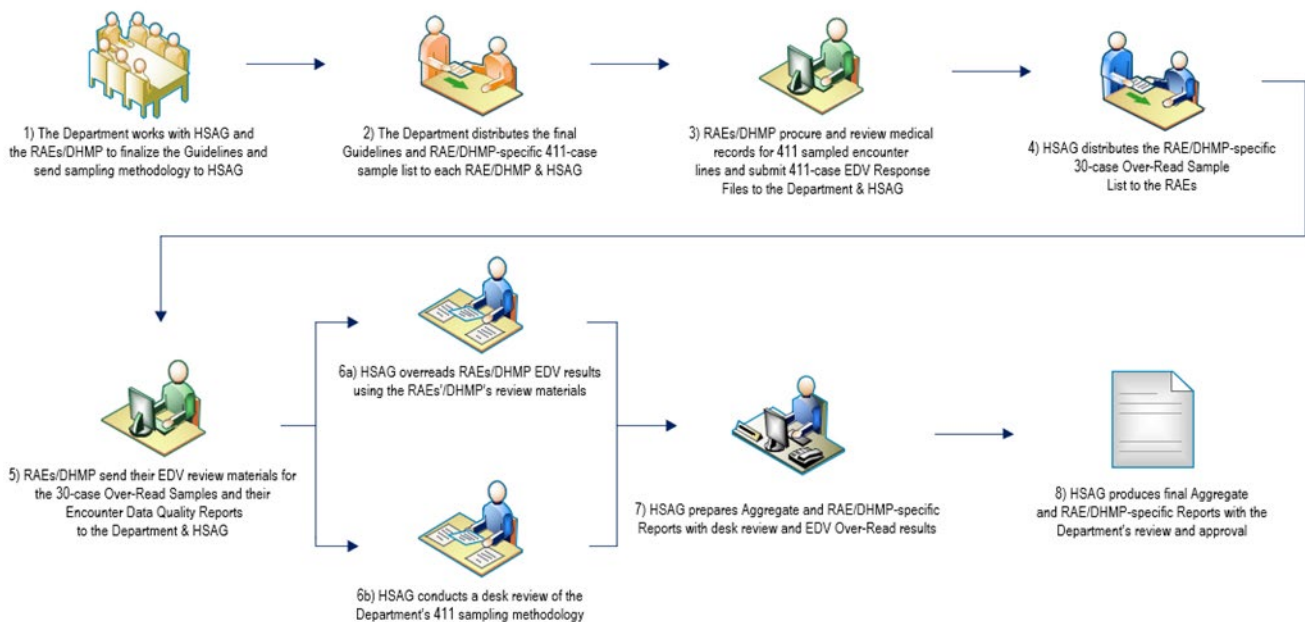 1) The Department works with HSAG and
the RAEs/DHMP to finalize the Guidelines and
send sampling methodology to HSAG
2) The Department distributes the final
Guidelines and RAE/DHMP-specific 411-case
sample list to each RAE/DHMP & HSAG
3) RAEs/DHMP procure and review medical
records for 411 sampled encounter
lines and submit 411-case EDV Response
Files to the Department & HSAG
4) HSAG distributes the RAE/DHMP-specific
30-case Over-Read Sample
List to the RAEs
5) RAEs/DHMP send their EDV review materials for
the 30-case Over-Read Samples and their
Encounter Data Quality Reports
to the Department & HSAG
6a) HSAG overreads RAEs/DHMP EDV results
using the RAEs'/DHMP's review materials
6b) HSAG conducts a desk review of the
Department's 411 sampling methodology
7) HSAG prepares Aggregate and RAE/DHMP-specific
Reports with desk review and EDV Over-Read results
8) HSAG produces final Aggregate
and RAE/DHMP-specific Reports with the
Department's review and approval